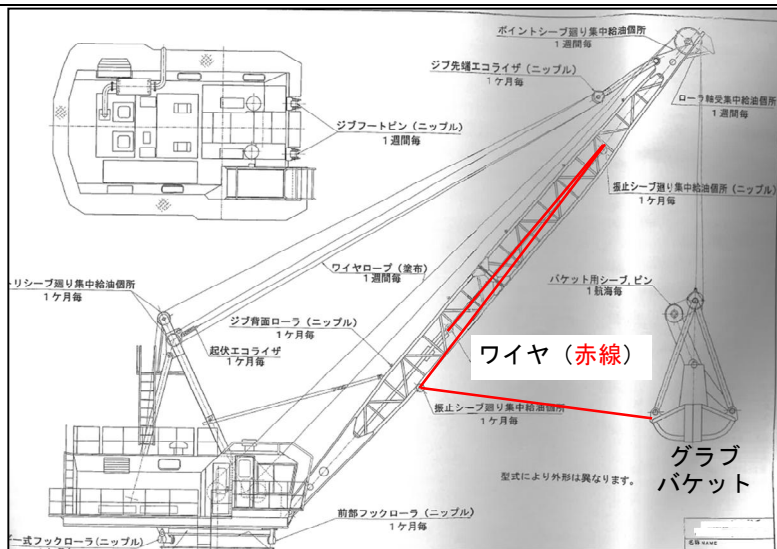 ポイントシーブ廻り集中給油個所
1週間毎
ジブ先端エコライザ(ニップル)
1ケ月毎
ローラ軸受集中給油個所
1週間毎
ジブフートピン(ニップル)
1週間毎
振止シーブ廻り集中給油個所(ニップル)
1ケ月毎
ワイヤロープ(塗布)
1週間毎
バケット用シーブ,ピン
1航海毎
トリシーブ廻り集中給油個所
1ケ月毎
ジブ背面ローラ(ニップル)
1ケ月毎
起伏エコライザ
1ケ月毎
ワイヤ(赤線)
振止シーブ廻り集中給油個所
1ケ月毎
グラブ
バケット
型式により外形は異なります。
前部フックローラ(ニップル)
1ケ月毎
ー式フックローラ(ニップル)
名称 NAME